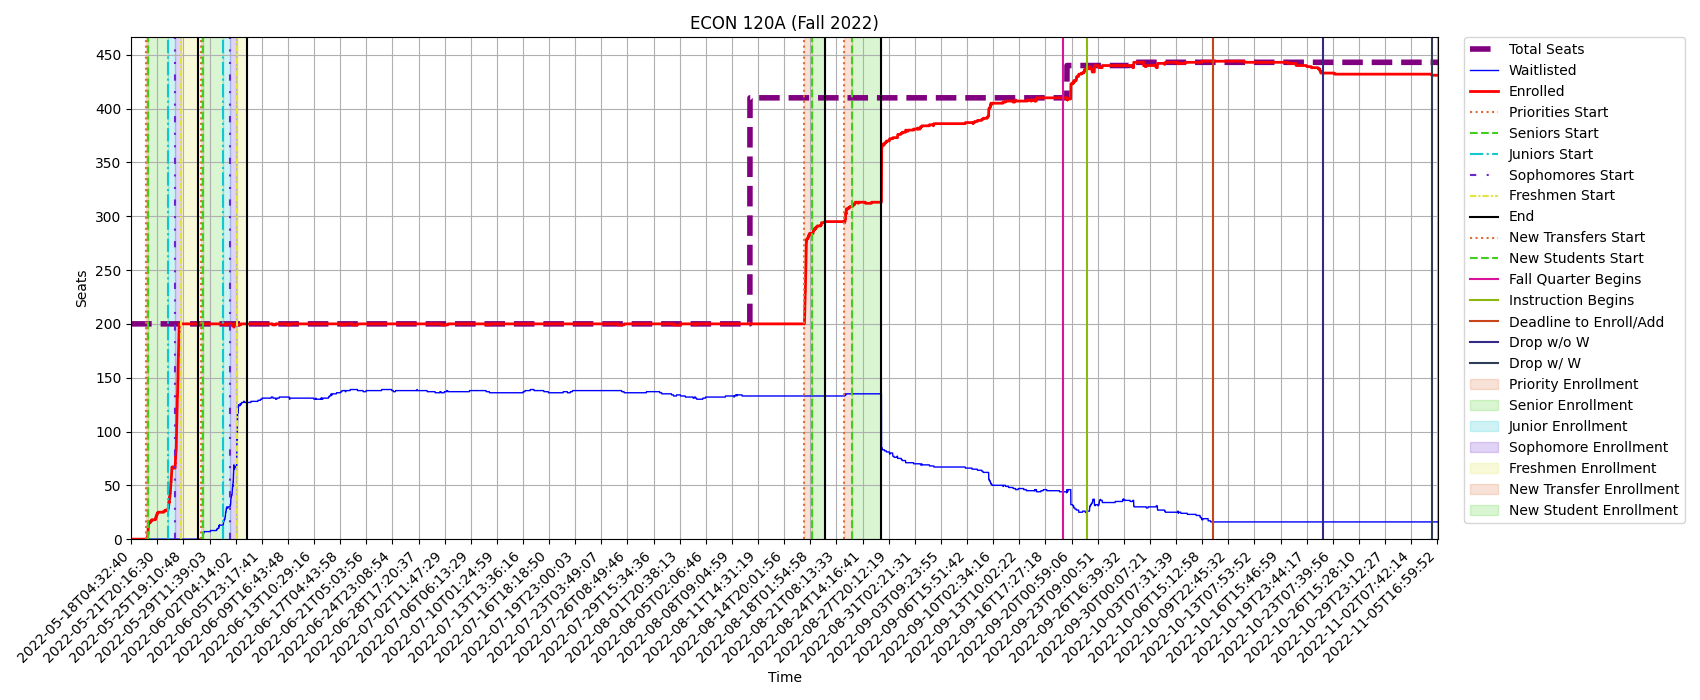 ECON 120A (Fall 2022)
Seats
450
400
350
300
250
200
150
100
50
0
2022-05-18T04:32:40
2022-05-21T20:16:30
2022-05-25T19:10:48
2022-05-29T11:39:03
2022-06-02T04:14:02
2022-06-05T23:17:41
2022-06-09T16:43:48
2022-06-13T10:29:16
2022-06-17T04:43:58
2022-06-21T05:03:56
2022-06-24T23:08:54
2022-06-28T17:20:37
2022-07-02T11:47:29
2022-07-06T06:13:29
2022-07-10T01:24:59
2022-07-13T13:36:16
2022-07-16T18:18:50
2022-07-19T23:00:03
2022-07-23T03:49:07
2022-07-26T08:49:46
2022-07-29T15:34:36
2022-08-01T20:38:13
2022-08-05T02:06:46
2022-08-08T09:04:59
2022-08-11T14:31:19
2022-08-14T20:01:56
2022-08-18T01:54:58
2022-08-21T08:13:33
2022-08-24T14:16:41
2022-08-27T20:12:19
2022-08-31T02:21:31
2022-09-03T09:23:55
2022-09-06T15:51:42
2022-09-10T02:34:16
2022-09-13T10:02:22
2022-09-16T17:27:18
2022-09-20T00:59:06
2022-09-23T09:00:51
2022-09-26T16:39:32
2022-09-30T00:07:21
2022-10-03T07:31:39
2022-10-06T15:12:58
2022-10-09T22:45:32
2022-10-13T07:53:52
2022-10-16T15:46:59
2022-10-19T23:44:17
2022-10-23T07:39:56
2022-10-26T15:28:10
2022-10-29T23:12:27
2022-11-02T07:42:14
2022-11-05T16:59:52
Time
Total Seats
Waitlisted
Enrolled
Priorities Start
Seniors Start
Juniors Start
Sophomores Start
Freshmen Start
End
New Transfers Start
New Students Start
Fall Quarter Begins
Instruction Begins
Deadline to Enroll/Add
Drop w/o W
Drop w/ W
Priority Enrollment
Senior Enrollment
Junior Enrollment
Sophomore Enrollment
Freshmen Enrollment
New Transfer Enrollment
New Student Enrollment